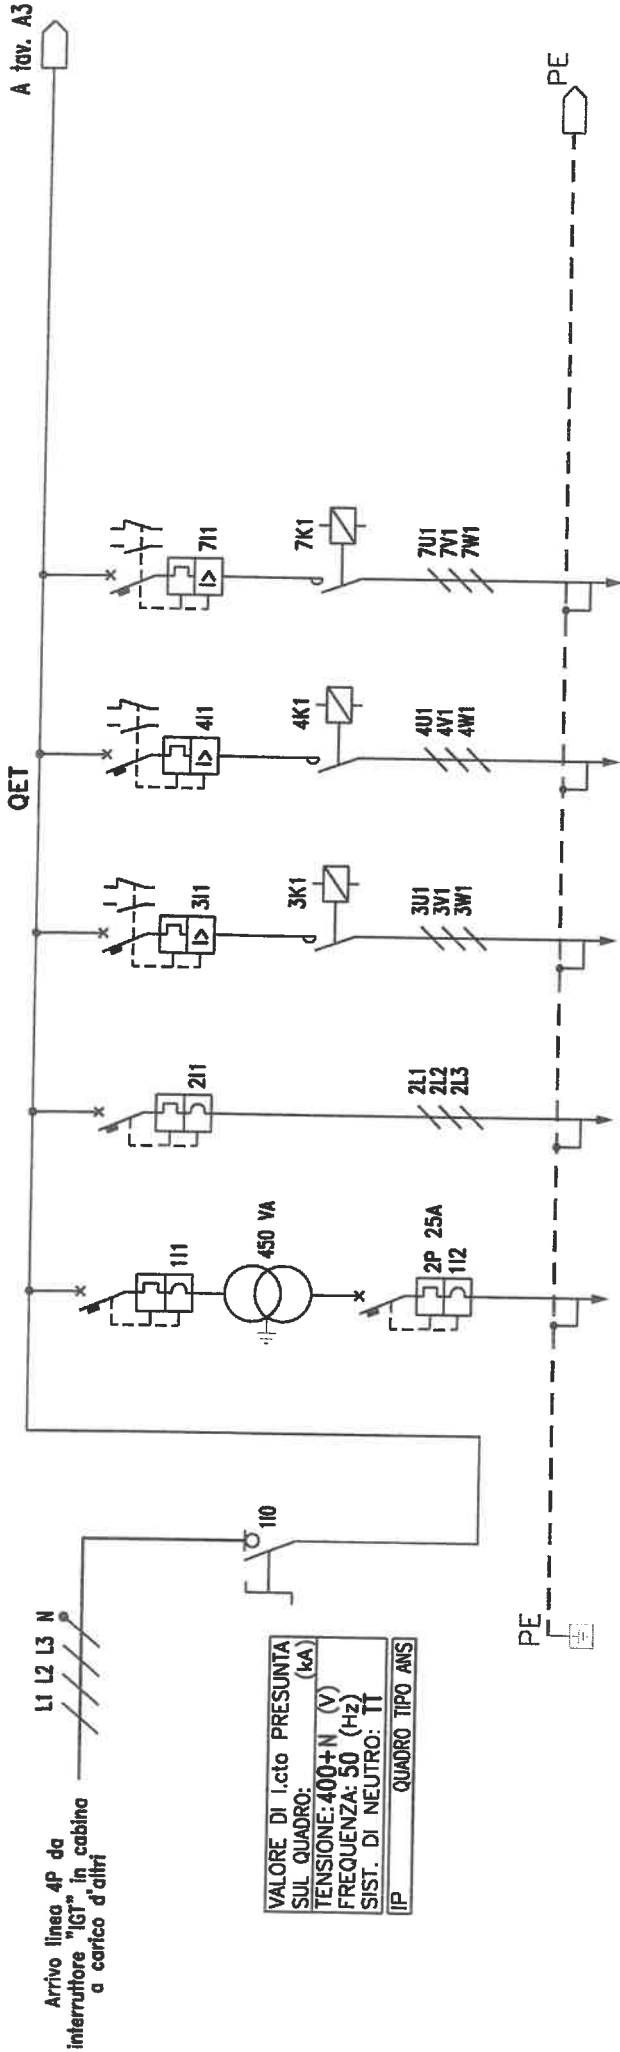 Arrivo linea 4P da
interruttore "IGT" in cabina
a carico d'altri
L1 L2 L3 N
1I0
VALORE DI I.cto PRESUNTA
SUL QUADRO: (kA)
TENSIONE: 400+N (V)
FREQUENZA: 50 (Hz)
SIST. DI NEUTRO: TT
IP QUADRO TIPO ANS
QET
A tav. A3
1I1
450 VA
2P 25A
1I2
2I1
2L1
2L2
2L3
3I1
I>
3K1
3U1
3V1
3W1
4I1
I>
4K1
4U1
4V1
4W1
7I1
I>
7K1
7U1
7V1
7W1
PE
PE